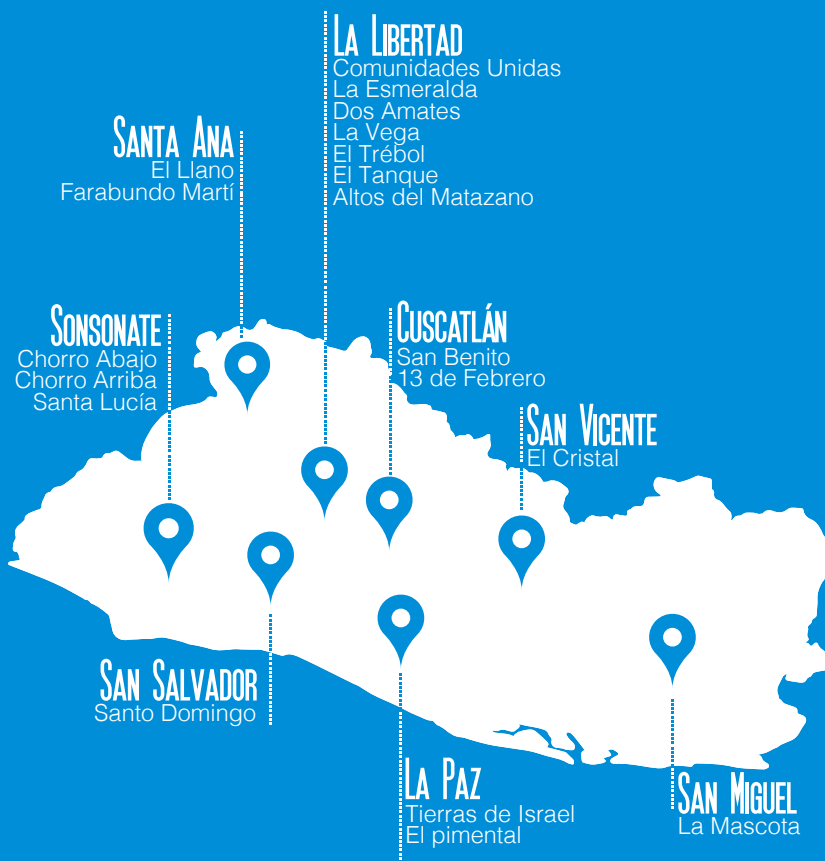 LA LIBERTAD
Comunidades Unidas
La Esmeralda
Dos Amates
La Vega
El Trébol
El Tanque
Altos del Matazano
SANTA ANA
El Llano
Farabundo Martí
SONSONATE
Chorro Abajo
Chorro Arriba
Santa Lucía
CUSCATLÁN
San Benito
13 de Febrero
SAN VICENTE
El Cristal
SAN SALVADOR
Santo Domingo
LA PAZ
Tierras de Israel
El pimental
SAN MIGUEL
La Mascota